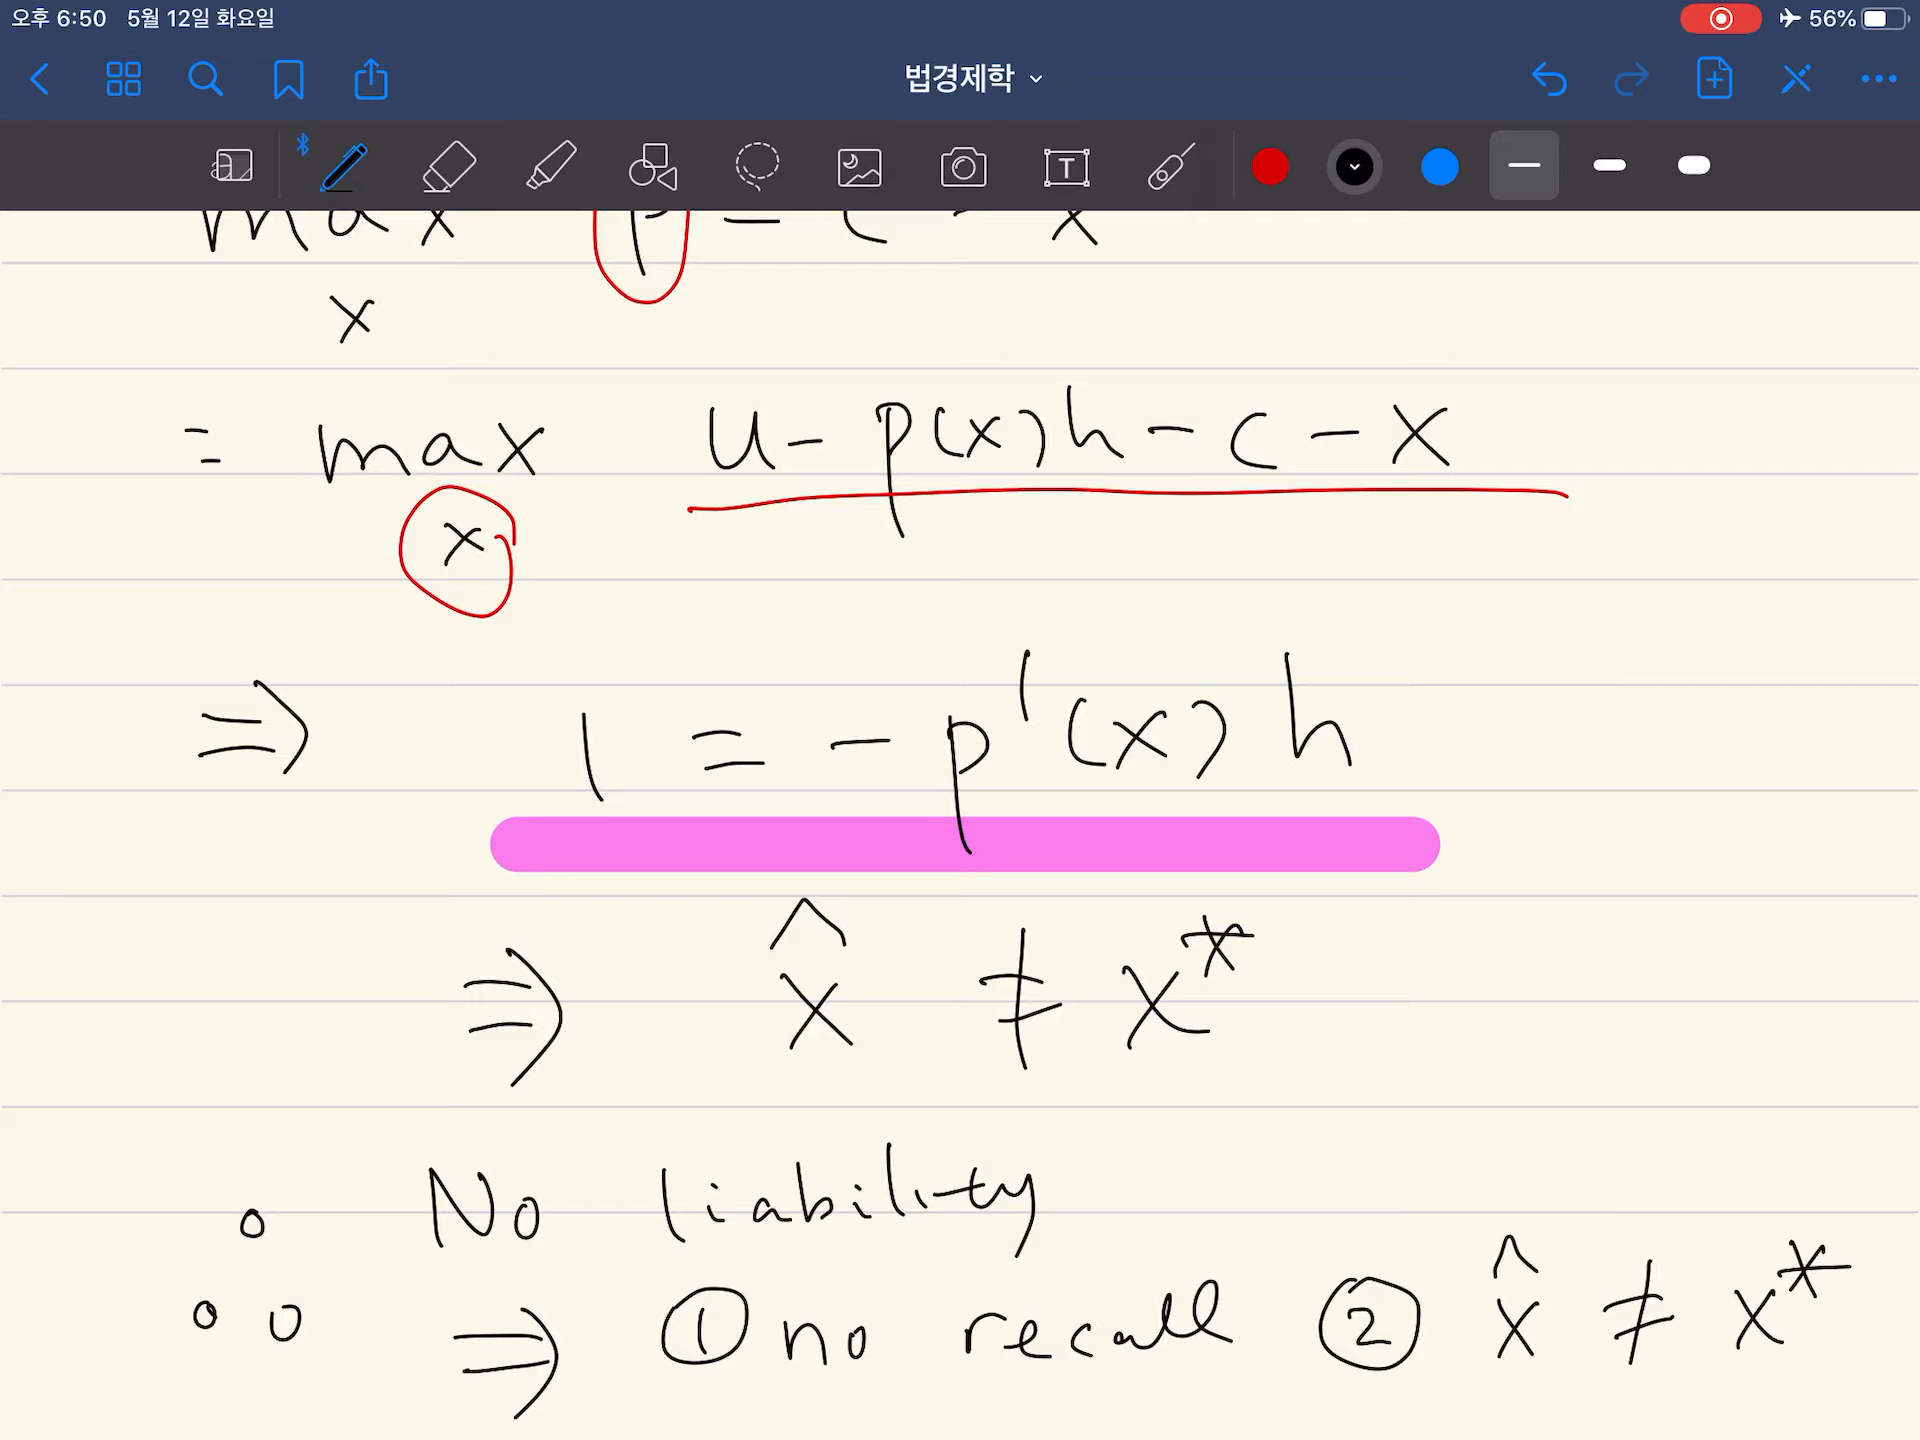 오후 6:50 5월 12일 화요일 56%
법경제학
max p = c - x
x
= max u - p(x)h - c - x
x
⇒ 1 = -p'(x)h
⇒ x̂ ≠ x*
∴ No liability
⇒ ① no recall ② x̂ ≠ x*